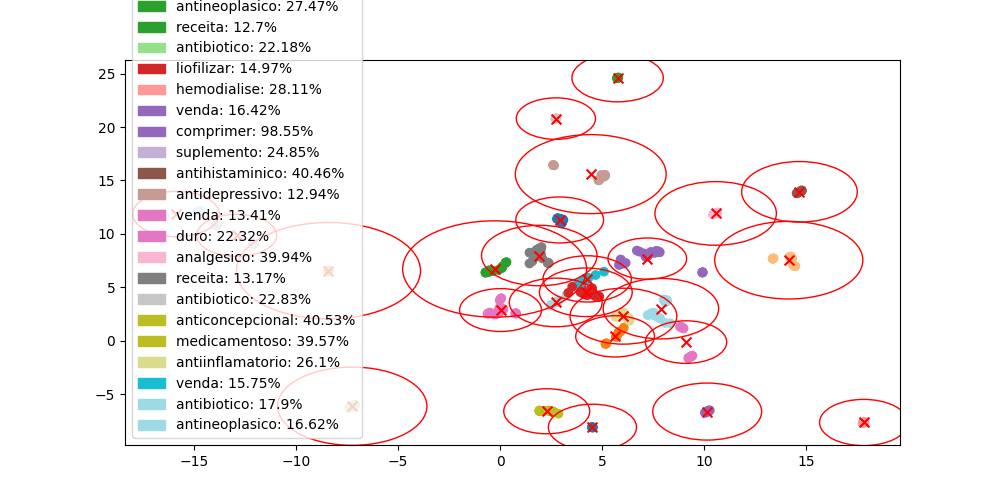 antineoplasico: 27.47%
receita: 12.7%
antibiotico: 22.18%
liofilizar: 14.97%
hemodialise: 28.11%
venda: 16.42%
comprimer: 98.55%
suplemento: 24.85%
antihistaminico: 40.46%
antidepressivo: 12.94%
venda: 13.41%
duro: 22.32%
analgesico: 39.94%
receita: 13.17%
antibiotico: 22.83%
anticoncepcional: 40.53%
medicamentoso: 39.57%
antiinflamatorio: 26.1%
venda: 15.75%
antibiotico: 17.9%
antineoplasico: 16.62%
25
20
15
10
5
0
−5
−15 −10 −5 0 5 10 15